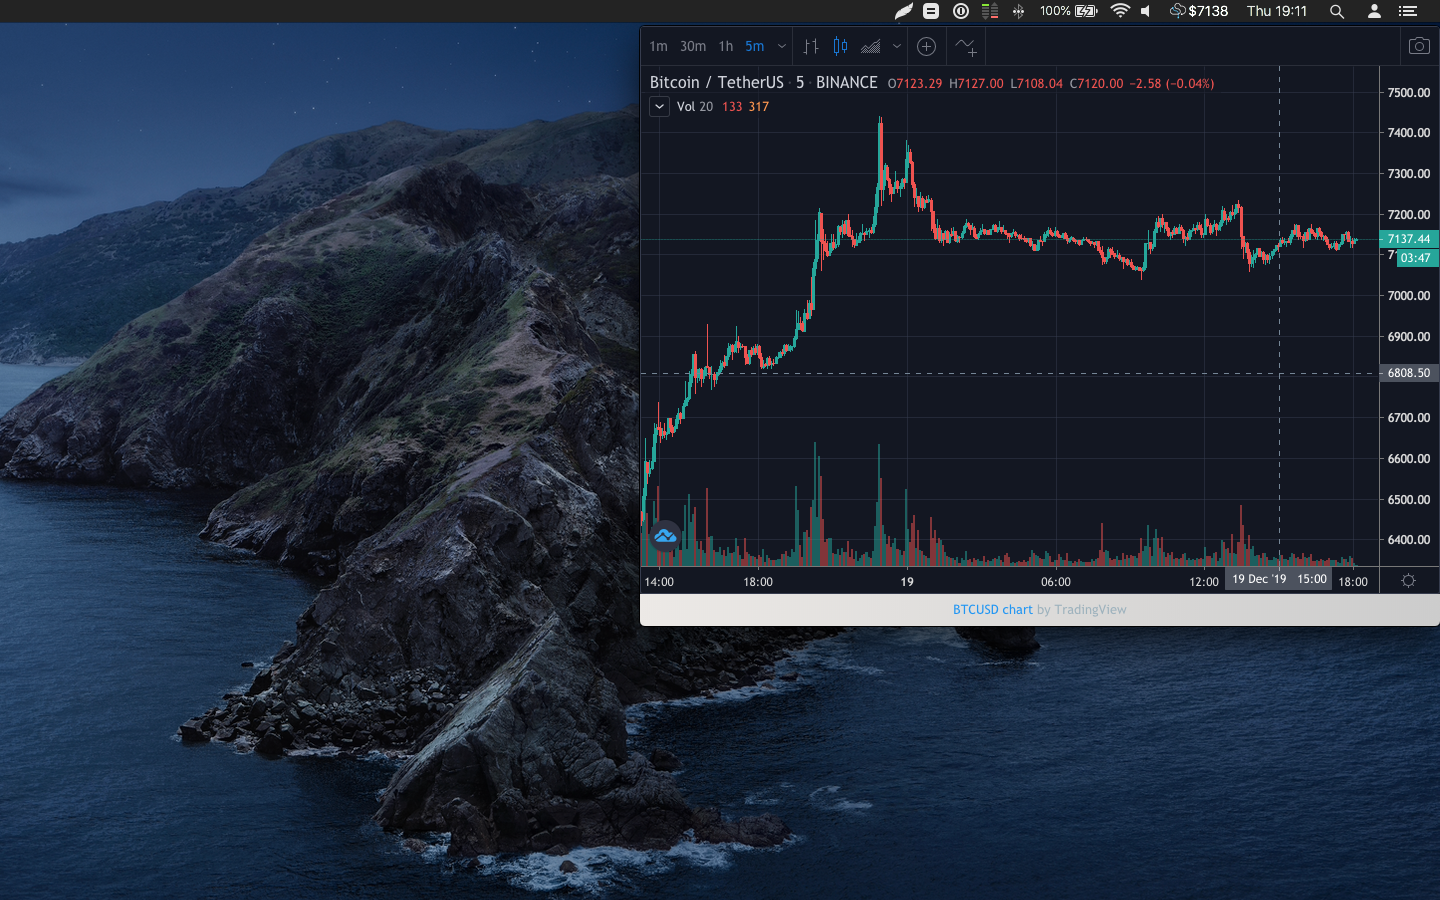 100% $7138 Thu 19:11
1m 30m 1h 5m
Bitcoin / TetherUS · 5 · BINANCE O7123.29 H7127.00 L7108.04 C7120.00 −2.58 (−0.04%)
Vol 20 133 317
7500.00
7400.00
7300.00
7200.00
7137.44
03:47
7000.00
6900.00
6808.50
6700.00
6600.00
6500.00
6400.00
14:00 18:00 19 06:00 12:00 19 Dec '19 15:00 18:00
BTCUSD chart by TradingView